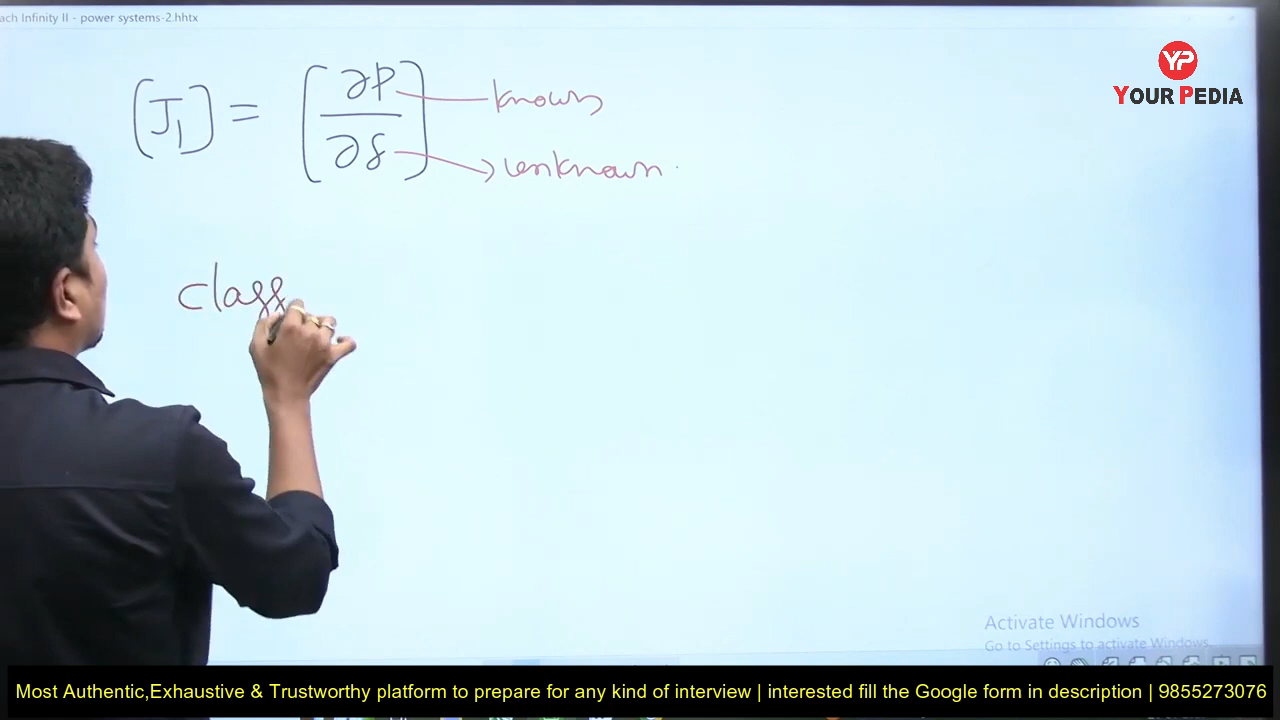 ach Infinity II - power systems-2.hhtx
YP
YOUR PEDIA
[J1] = [∂P/∂δ]
known
unknown.
class
Activate Windows
Go to Settings to activate Windows.
Most Authentic,Exhaustive & Trustworthy platform to prepare for any kind of interview | interested fill the Google form in description | 9855273076